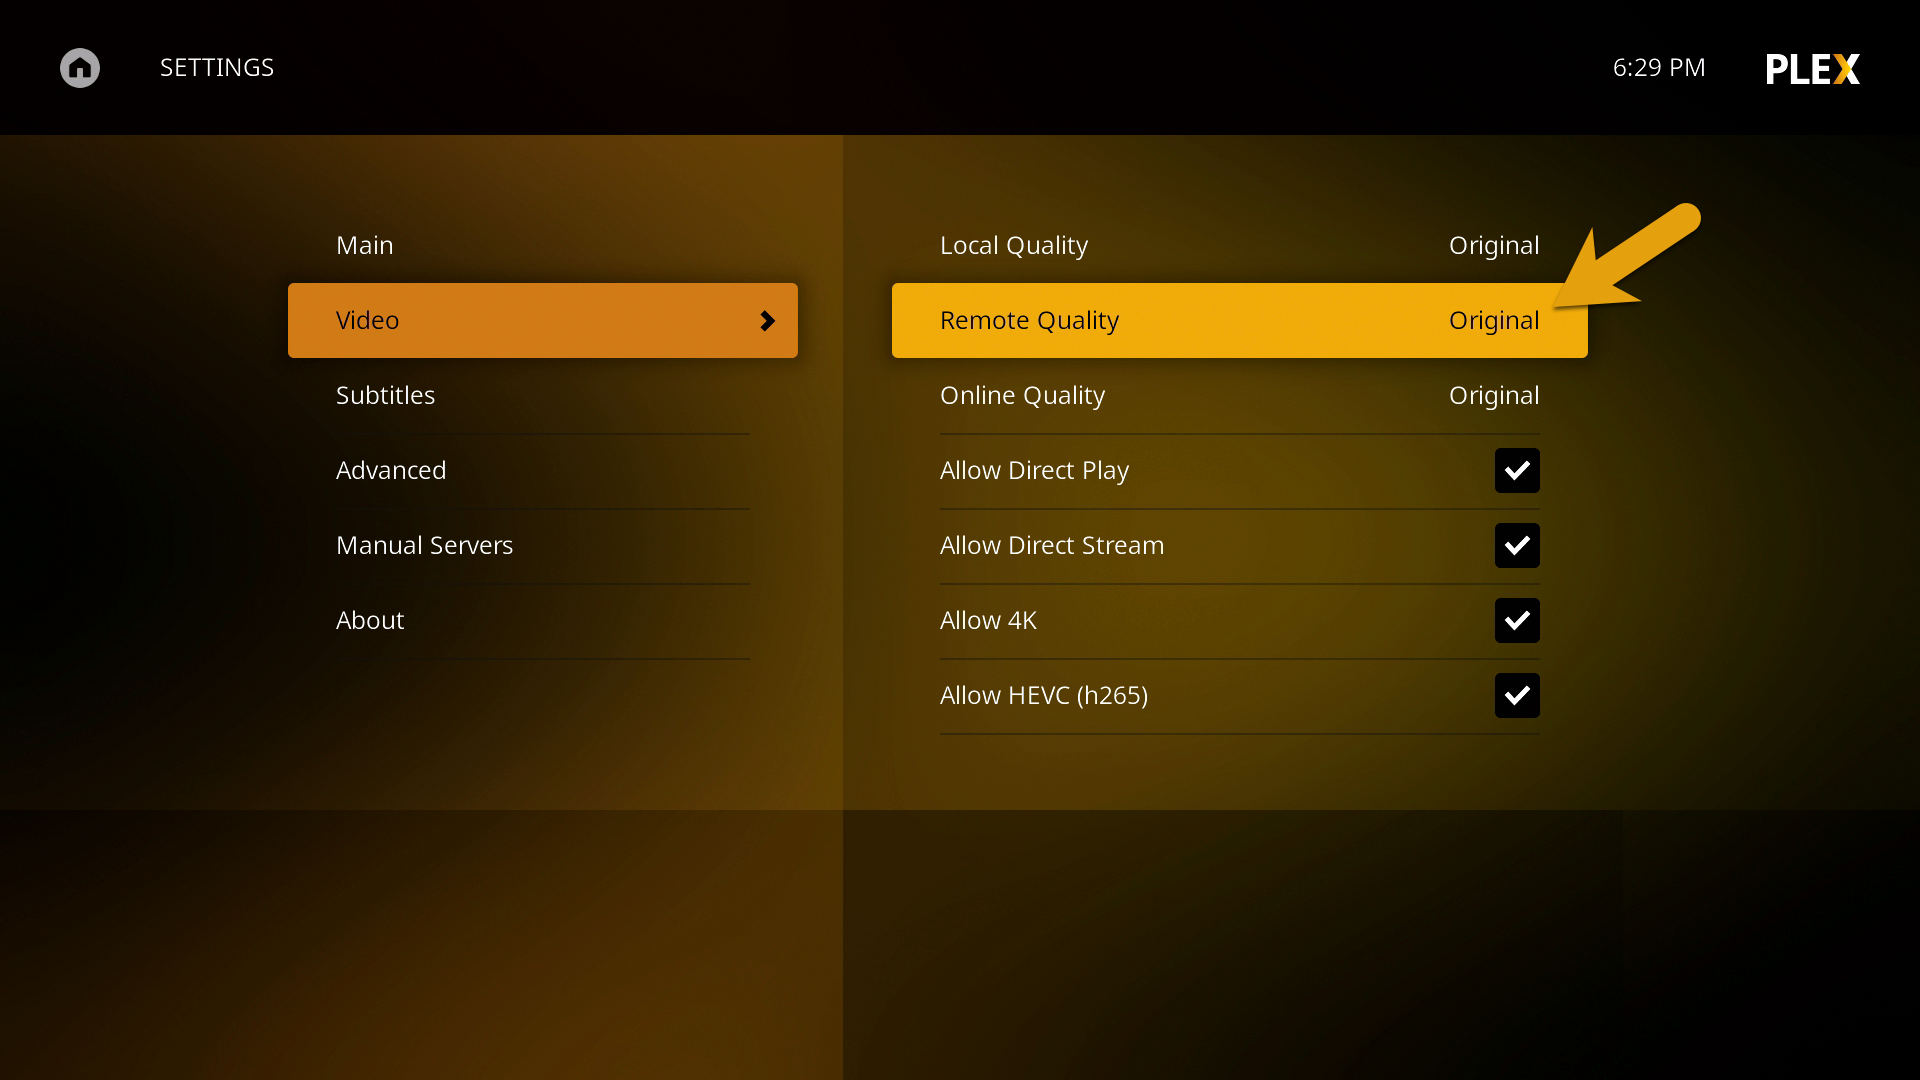 SETTINGS
6:29 PM
PLEX
Main
Video
Subtitles
Advanced
Manual Servers
About
Local Quality Original
Remote Quality Original
Online Quality Original
Allow Direct Play
Allow Direct Stream
Allow 4K
Allow HEVC (h265)